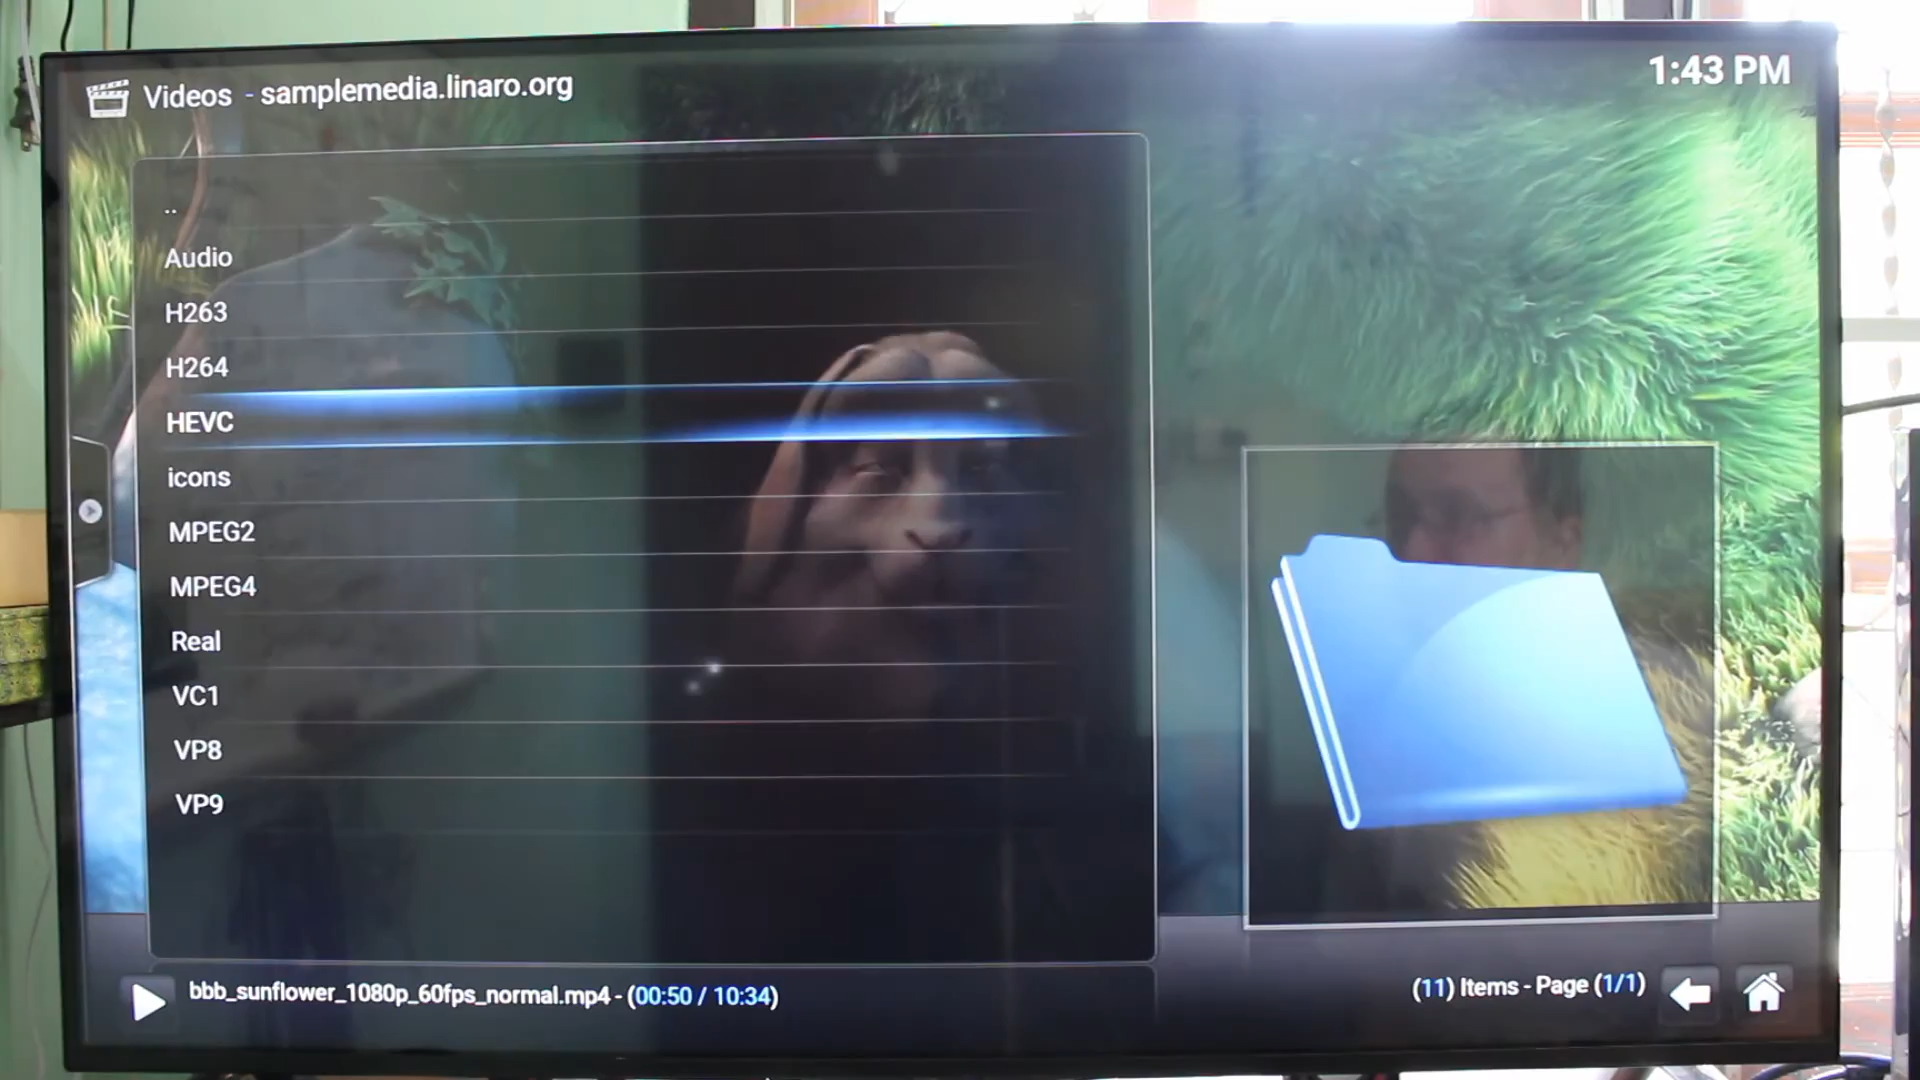 Videos - samplemedia.linaro.org
1:43 PM
..
Audio
H263
H264
HEVC
icons
MPEG2
MPEG4
Real
VC1
VP8
VP9
bbb_sunflower_1080p_60fps_normal.mp4 - (00:50 / 10:34)
(11) Items - Page (1/1)